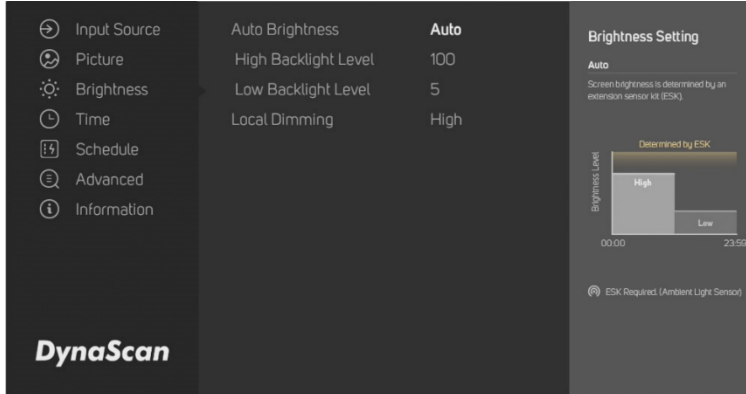 Input Source
Picture
Brightness
Time
Schedule
Advanced
Information
DynaScan
Auto Brightness Auto
High Backlight Level 100
Low Backlight Level 5
Local Dimming High
Brightness Setting
Auto
Screen brightness is determined by an
extension sensor kit (ESK).
Determined by ESK
Brightness Level
High
Low
00:00 23:59
ESK Required. (Ambient Light Sensor)